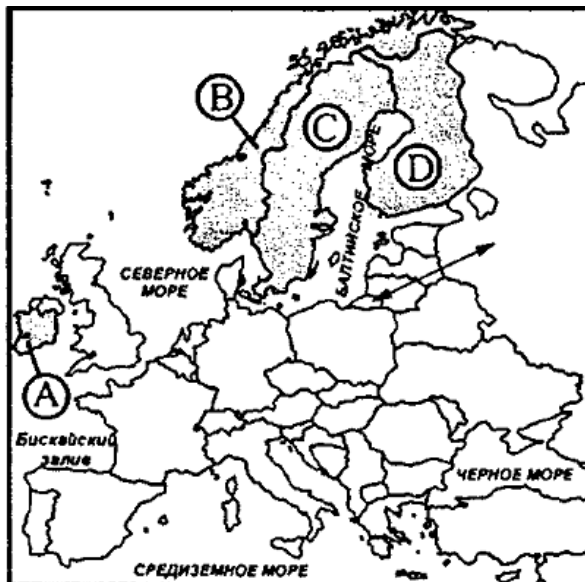 B
C
D
БАЛТИЙСКОЕ МОРЕ
СЕВЕРНОЕ
МОРЕ
A
Бискайский
залив
ЧЕРНОЕ МОРЕ
СРЕДИЗЕМНОЕ МОРЕ